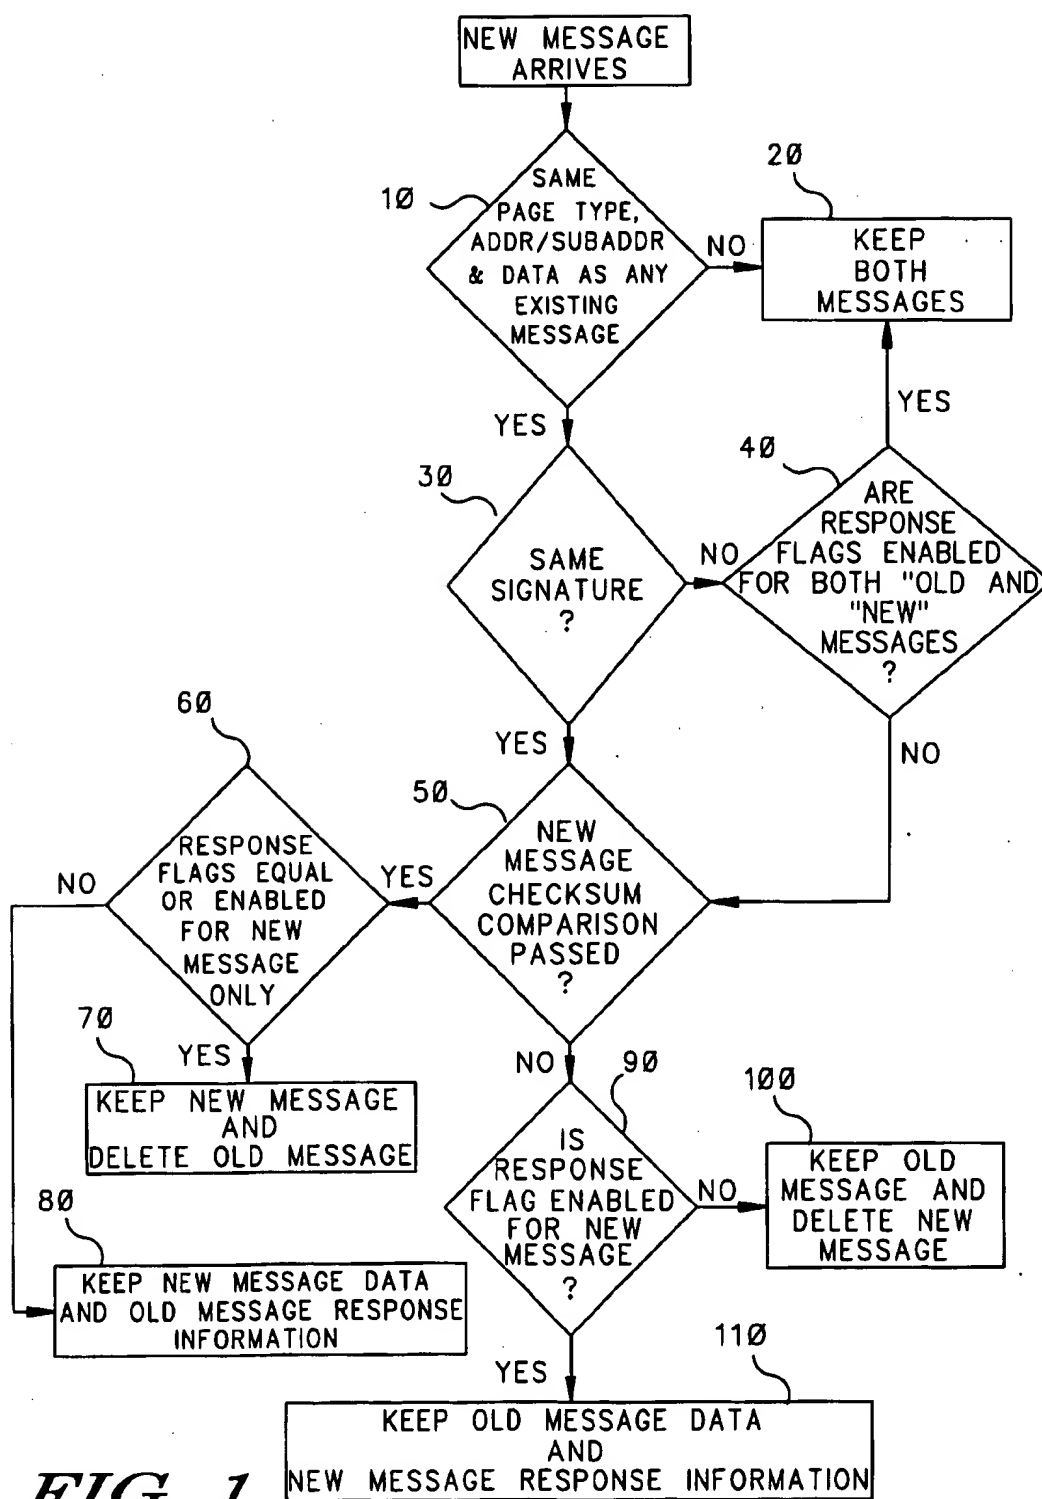 NEW MESSAGE
ARRIVES
10
SAME
PAGE TYPE,
ADDR/SUBADDR
& DATA AS ANY
EXISTING
MESSAGE
NO
20
KEEP
BOTH
MESSAGES
YES
YES
30
SAME
SIGNATURE
?
NO
40
ARE
RESPONSE
FLAGS ENABLED
FOR BOTH "OLD AND
"NEW"
MESSAGES
?
YES
NO
50
NEW
MESSAGE
CHECKSUM
COMPARISON
PASSED
?
YES
60
RESPONSE
FLAGS EQUAL
OR ENABLED
FOR NEW
MESSAGE
ONLY
NO
YES
70
KEEP NEW MESSAGE
AND
DELETE OLD MESSAGE
80
KEEP NEW MESSAGE DATA
AND OLD MESSAGE RESPONSE
INFORMATION
NO
90
IS
RESPONSE
FLAG ENABLED
FOR NEW
MESSAGE
?
NO
100
KEEP OLD
MESSAGE AND
DELETE NEW
MESSAGE
YES
110
KEEP OLD MESSAGE DATA
AND
NEW MESSAGE RESPONSE INFORMATION
FIG. 1